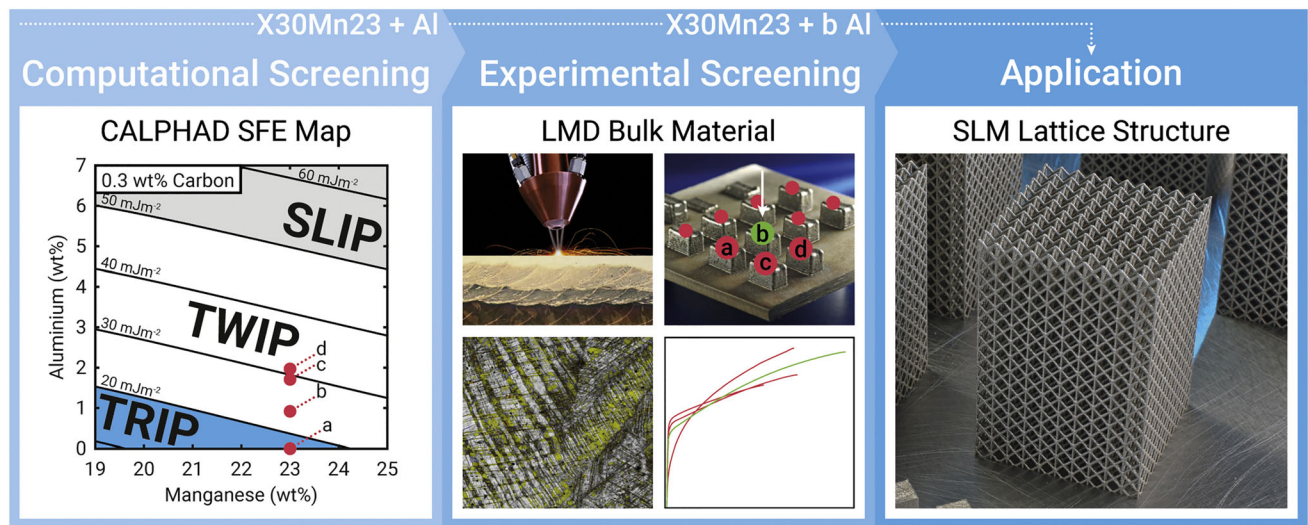 X30Mn23 + Al
X30Mn23 + b Al
Computational Screening
Experimental Screening
Application
CALPHAD SFE Map
0.3 wt% Carbon
60 mJm-2
50 mJm-2
SLIP
40 mJm-2
TWIP
30 mJm-2
d
c
b
20 mJm-2
TRIP
a
7
6
5
4
3
2
1
0
Aluminium (wt%)
19 20 21 22 23 24 25
Manganese (wt%)
LMD Bulk Material
b
a
d
c
SLM Lattice Structure